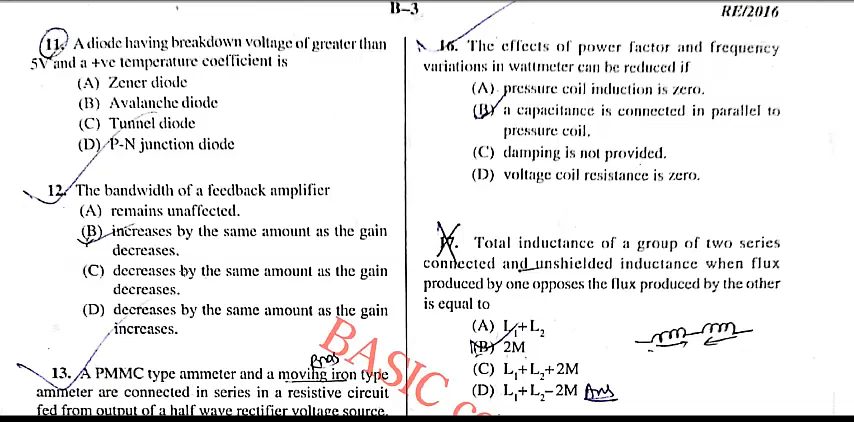 B–3
RE/2016
11. A diode having breakdown voltage of greater than
5V and a +ve temperature coefficient is
(A) Zener diode
(B) Avalanche diode
(C) Tunnel diode
(D) P-N junction diode
12. The bandwidth of a feedback amplifier
(A) remains unaffected.
(B) increases by the same amount as the gain
decreases.
(C) decreases by the same amount as the gain
decreases.
(D) decreases by the same amount as the gain
increases.
13. A PMMC type ammeter and a moving iron type
ammeter are connected in series in a resistive circuit
fed from output of a half wave rectifier voltage source.
16. The effects of power factor and frequency
variations in wattmeter can be reduced if
(A) pressure coil induction is zero.
(B) a capacitance is connected in parallel to
pressure coil.
(C) damping is not provided.
(D) voltage coil resistance is zero.
17. Total inductance of a group of two series
connected and unshielded inductance when flux
produced by one opposes the flux produced by the other
is equal to
(A) L₁+L₂
(B) 2M
(C) L₁+L₂+2M
(D) L₁+L₂–2M Ans
BASIC